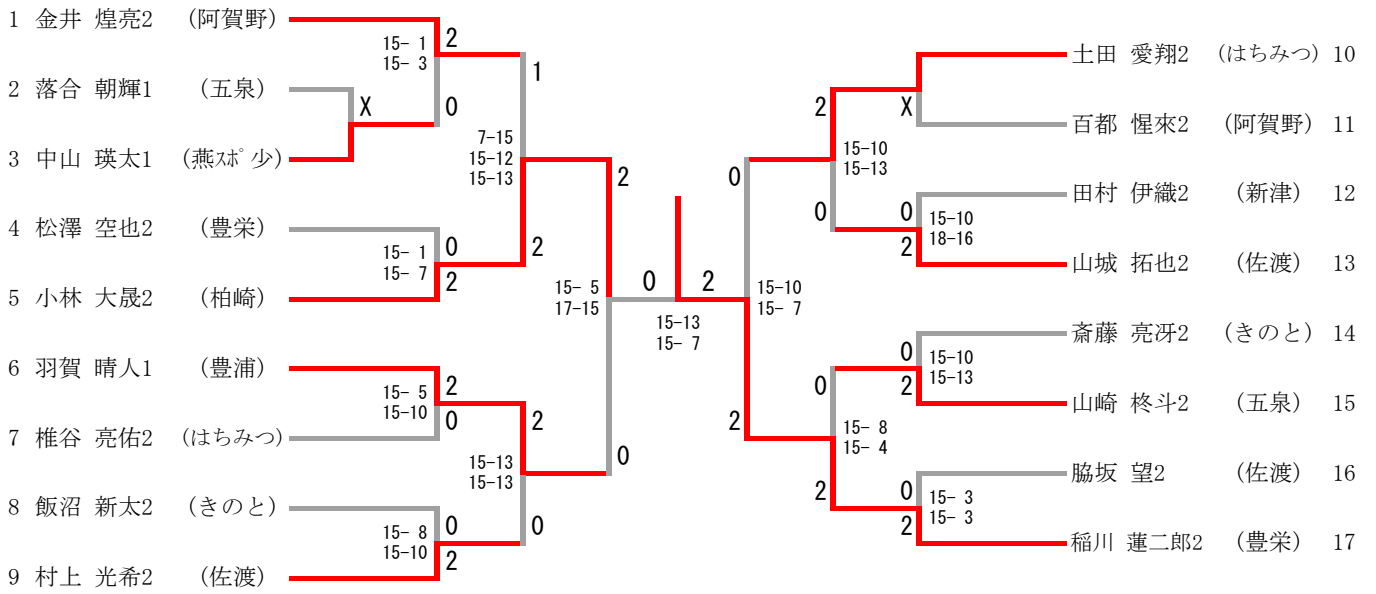 1 金井 煌亮2 (阿賀野)
15- 1
15- 3
2
0
2 落合 朝輝1 (五泉)
X
3 中山 瑛太1 (燕ｽﾎﾟ少)
1
7-15
15-12
15-13
2
4 松澤 空也2 (豊栄)
15- 1
15- 7
0
2
5 小林 大晟2 (柏崎)
2
15- 5
17-15
0
6 羽賀 晴人1 (豊浦)
15- 5
15-10
2
0
7 椎谷 亮佑2 (はちみつ)
2
15-13
15-13
0
8 飯沼 新太2 (きのと)
15- 8
15-10
0
2
9 村上 光希2 (佐渡)
0 2
15-13
15- 7
土田 愛翔2 (はちみつ) 10
X
百都 惺來2 (阿賀野) 11
2
15-10
15-13
0
田村 伊織2 (新津) 12
0
15-10
18-16
2
山城 拓也2 (佐渡) 13
0
15-10
15- 7
2
斎藤 亮冴2 (きのと) 14
0
15-10
15-13
2
山崎 柊斗2 (五泉) 15
0
15- 8
15- 4
2
脇坂 望2 (佐渡) 16
0
15- 3
15- 3
2
稲川 蓮二郎2 (豊栄) 17